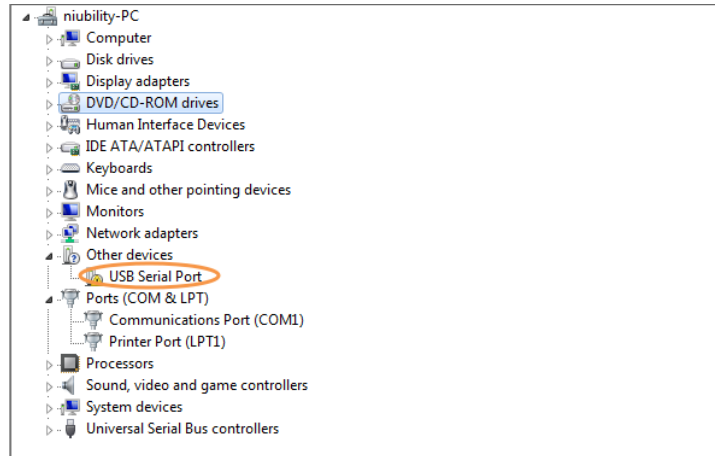 niubility-PC
Computer
Disk drives
Display adapters
DVD/CD-ROM drives
Human Interface Devices
IDE ATA/ATAPI controllers
Keyboards
Mice and other pointing devices
Monitors
Network adapters
Other devices
USB Serial Port
Ports (COM & LPT)
Communications Port (COM1)
Printer Port (LPT1)
Processors
Sound, video and game controllers
System devices
Universal Serial Bus controllers